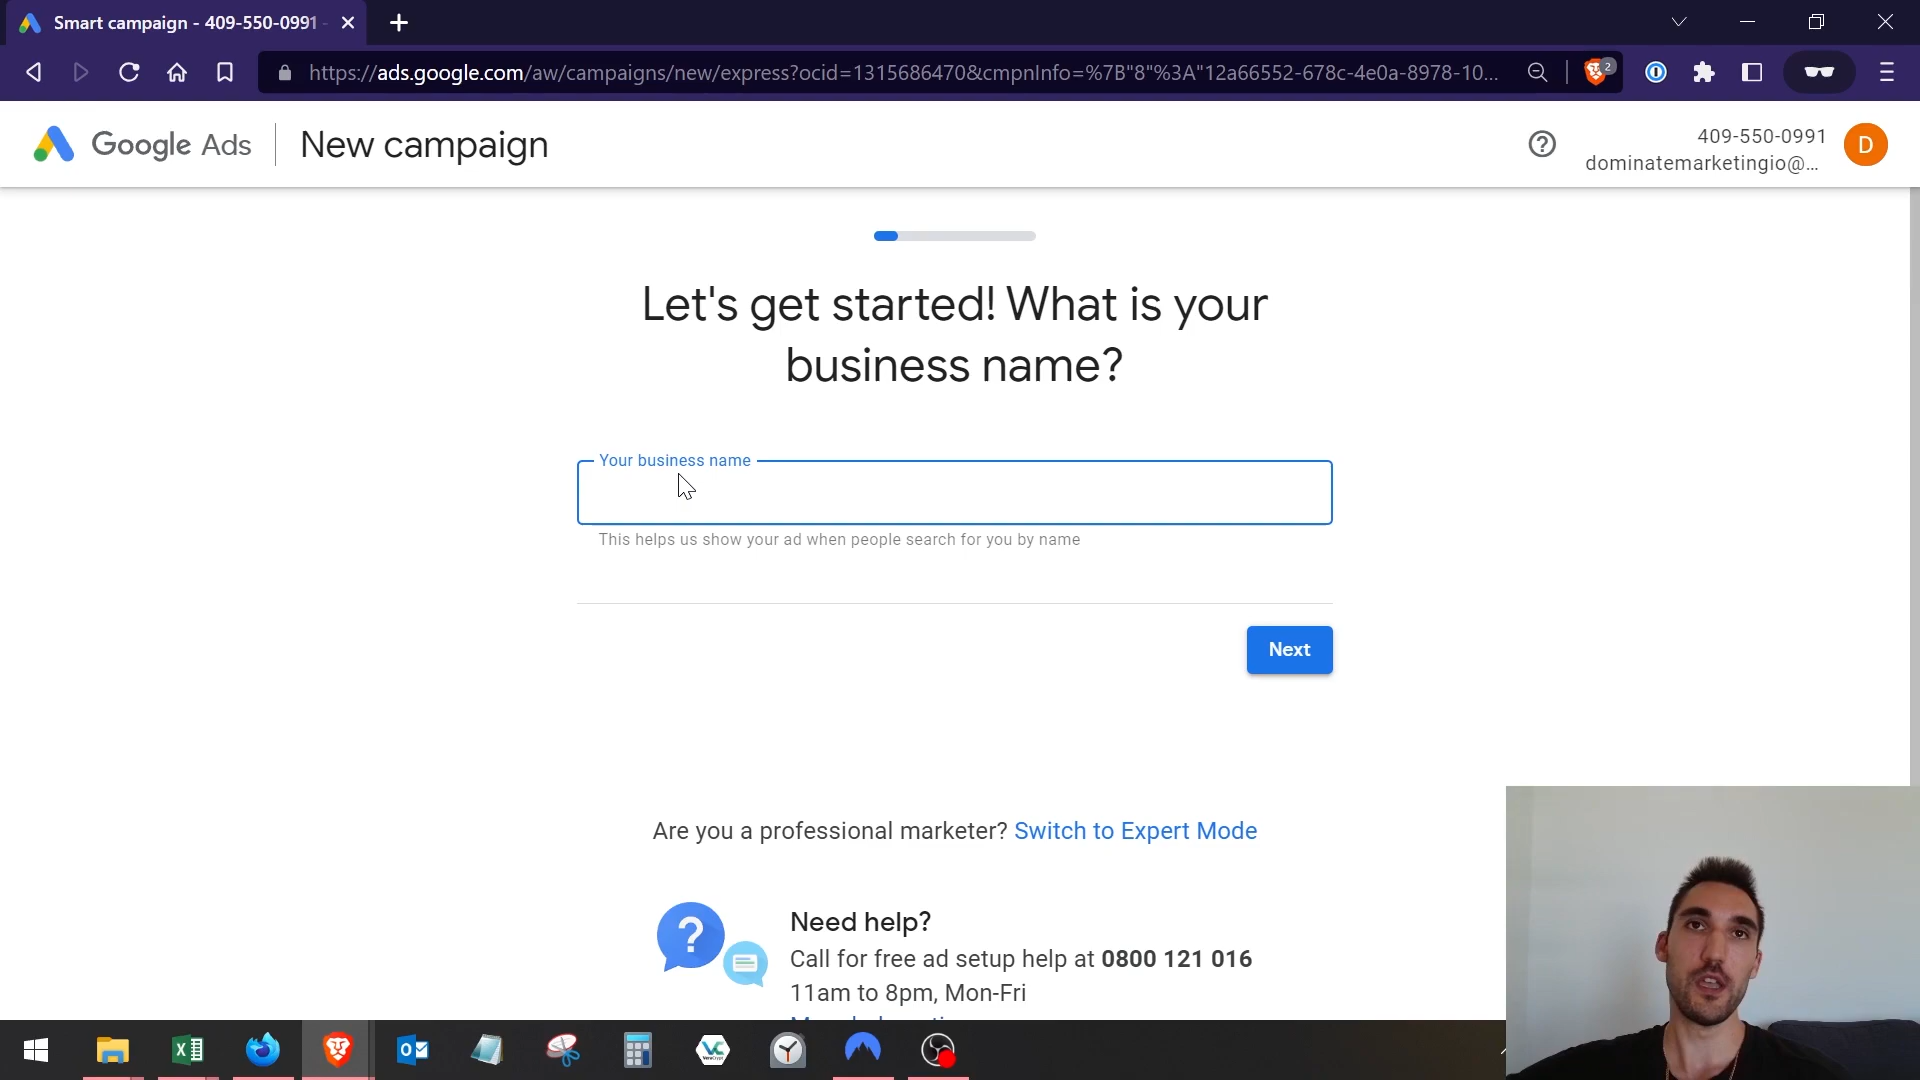 Smart campaign - 409-550-0991 -
https://ads.google.com/aw/campaigns/new/express?ocid=1315686470&cmpnInfo=%7B"8"%3A"12a66552-678c-4e0a-8978-10...
2
Google Ads
New campaign
409-550-0991
dominatemarketingio@...
D
Let's get started! What is your
business name?
Your business name
This helps us show your ad when people search for you by name
Next
Are you a professional marketer? Switch to Expert Mode
Need help?
Call for free ad setup help at 0800 121 016
11am to 8pm, Mon-Fri